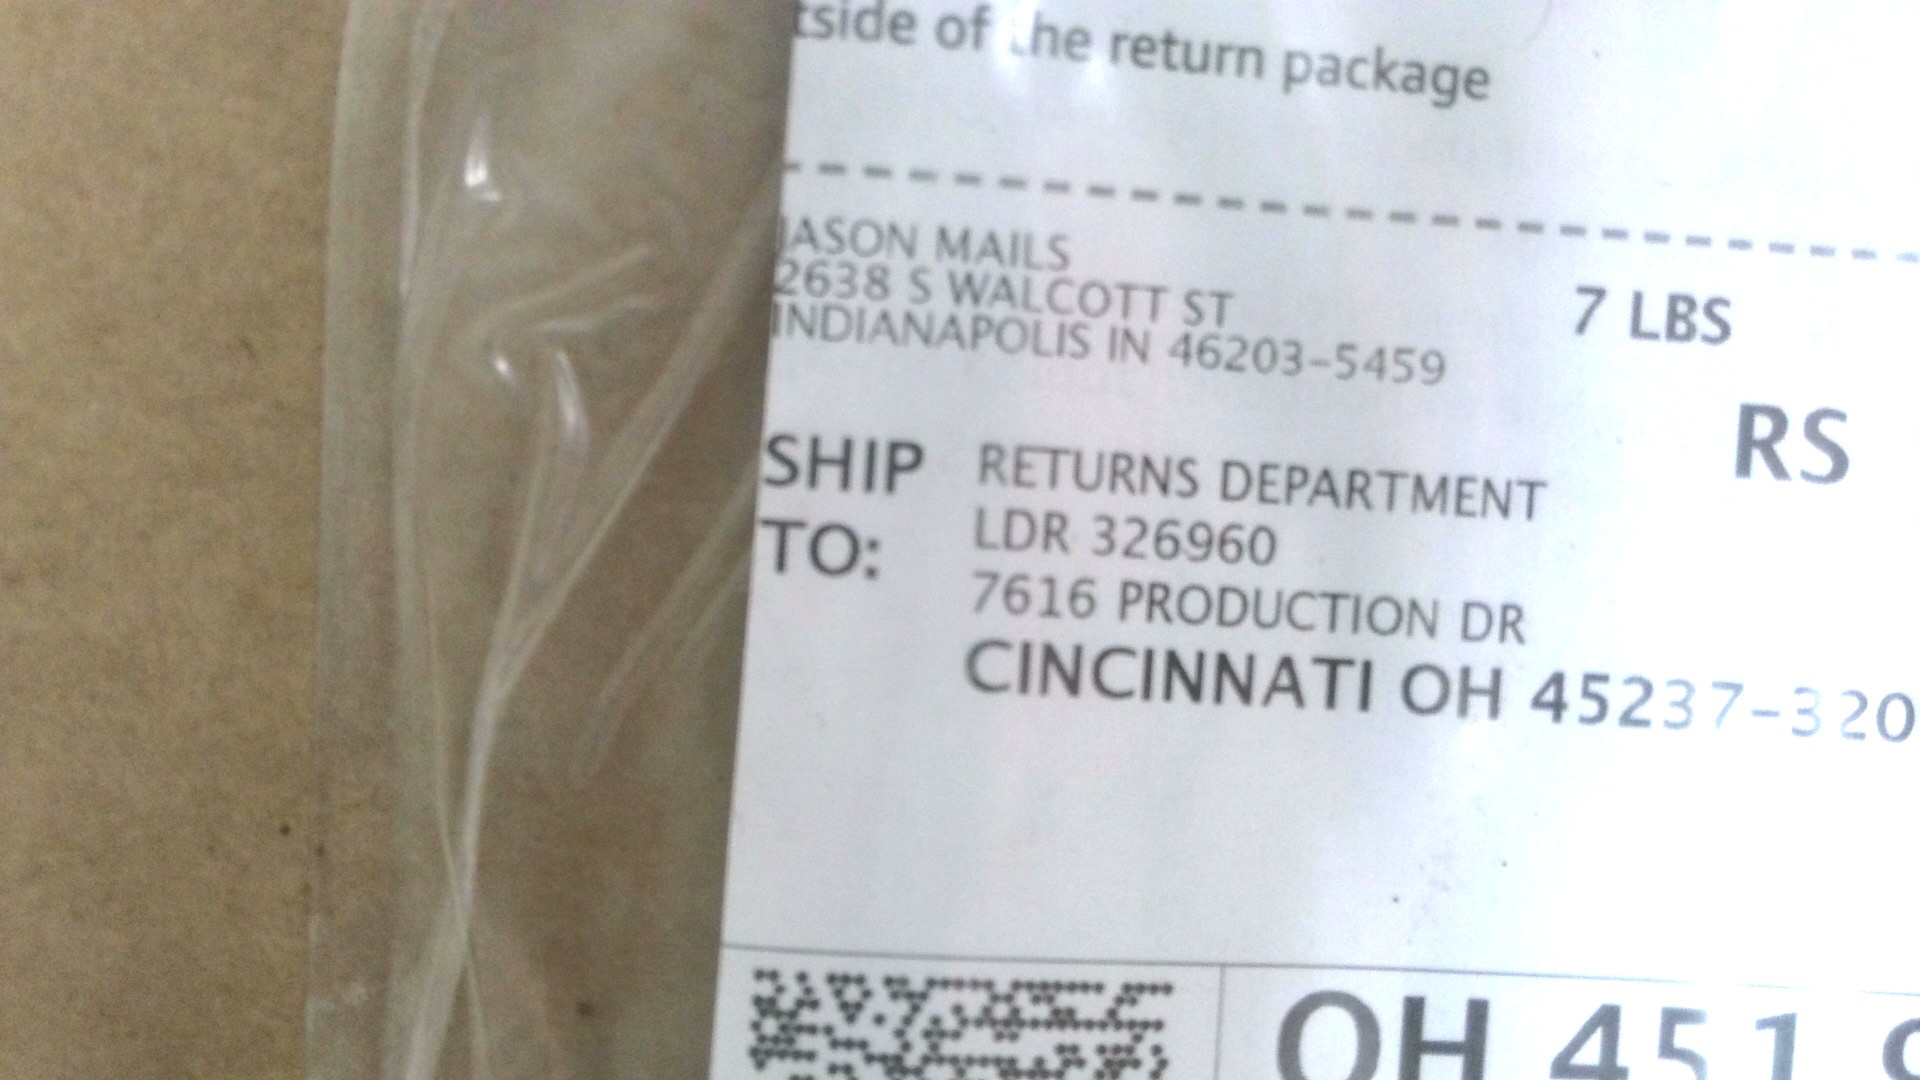 of the return package
JASON MAILS
2638 S WALCOTT ST
INDIANAPOLIS IN 46203-5459
7 LBS
RS
SHIP TO:
RETURNS DEPARTMENT
LDR 326960
7616 PRODUCTION DR
CINCINNATI OH 45237-320
OH 451